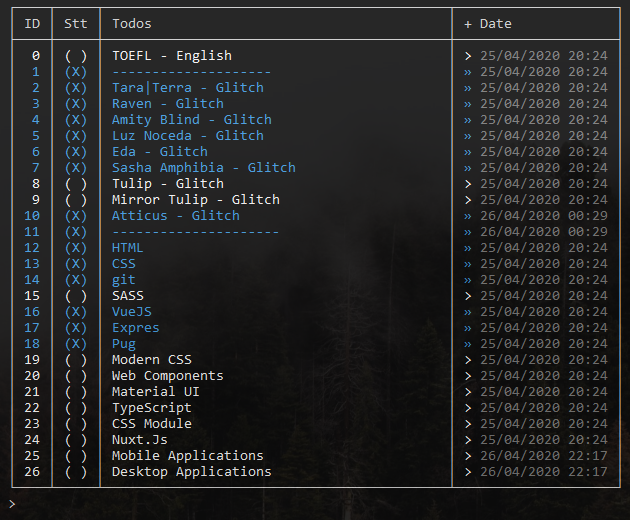 ID Stt Todos + Date
0 ( ) TOEFL - English > 25/04/2020 20:24
1 (X) -------------------- » 25/04/2020 20:24
2 (X) Tara|Terra - Glitch » 25/04/2020 20:24
3 (X) Raven - Glitch » 25/04/2020 20:24
4 (X) Amity Blind - Glitch » 25/04/2020 20:24
5 (X) Luz Noceda - Glitch » 25/04/2020 20:24
6 (X) Eda - Glitch » 25/04/2020 20:24
7 (X) Sasha Amphibia - Glitch » 25/04/2020 20:24
8 ( ) Tulip - Glitch > 25/04/2020 20:24
9 ( ) Mirror Tulip - Glitch > 25/04/2020 20:24
10 (X) Atticus - Glitch » 26/04/2020 00:29
11 (X) --------------------- » 26/04/2020 00:29
12 (X) HTML » 25/04/2020 20:24
13 (X) CSS » 25/04/2020 20:24
14 (X) git » 25/04/2020 20:24
15 ( ) SASS > 25/04/2020 20:24
16 (X) VueJS » 25/04/2020 20:24
17 (X) Expres » 25/04/2020 20:24
18 (X) Pug » 25/04/2020 20:24
19 ( ) Modern CSS > 25/04/2020 20:24
20 ( ) Web Components > 25/04/2020 20:24
21 ( ) Material UI > 25/04/2020 20:24
22 ( ) TypeScript > 25/04/2020 20:24
23 ( ) CSS Module > 25/04/2020 20:24
24 ( ) Nuxt.Js > 25/04/2020 20:24
25 ( ) Mobile Applications > 26/04/2020 22:17
26 ( ) Desktop Applications > 26/04/2020 22:17
>